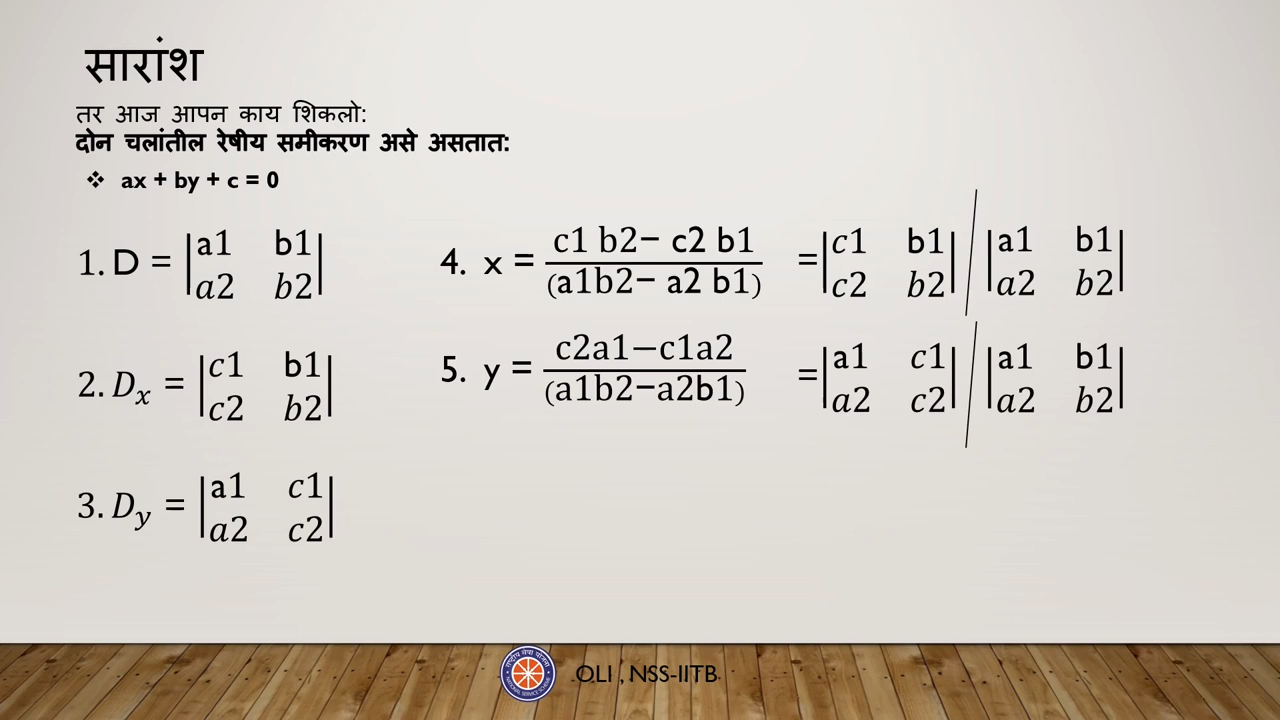 सारांश
तर आज आपन काय शिकलो:
दोन चलांतील रेषीय समीकरण असे असतात:
❖ ax + by + c = 0
1. D = |a1 b1|
|a2 b2|
2. Dx = |c1 b1|
|c2 b2|
3. Dy = |a1 c1|
|a2 c2|
4. x = c1 b2− c2 b1 / (a1b2− a2 b1) = |c1 b1| / |a1 b1|
|c2 b2| |a2 b2|
5. y = c2a1−c1a2 / (a1b2−a2b1) = |a1 c1| / |a1 b1|
|a2 c2| |a2 b2|
OLI , NSS-IITB